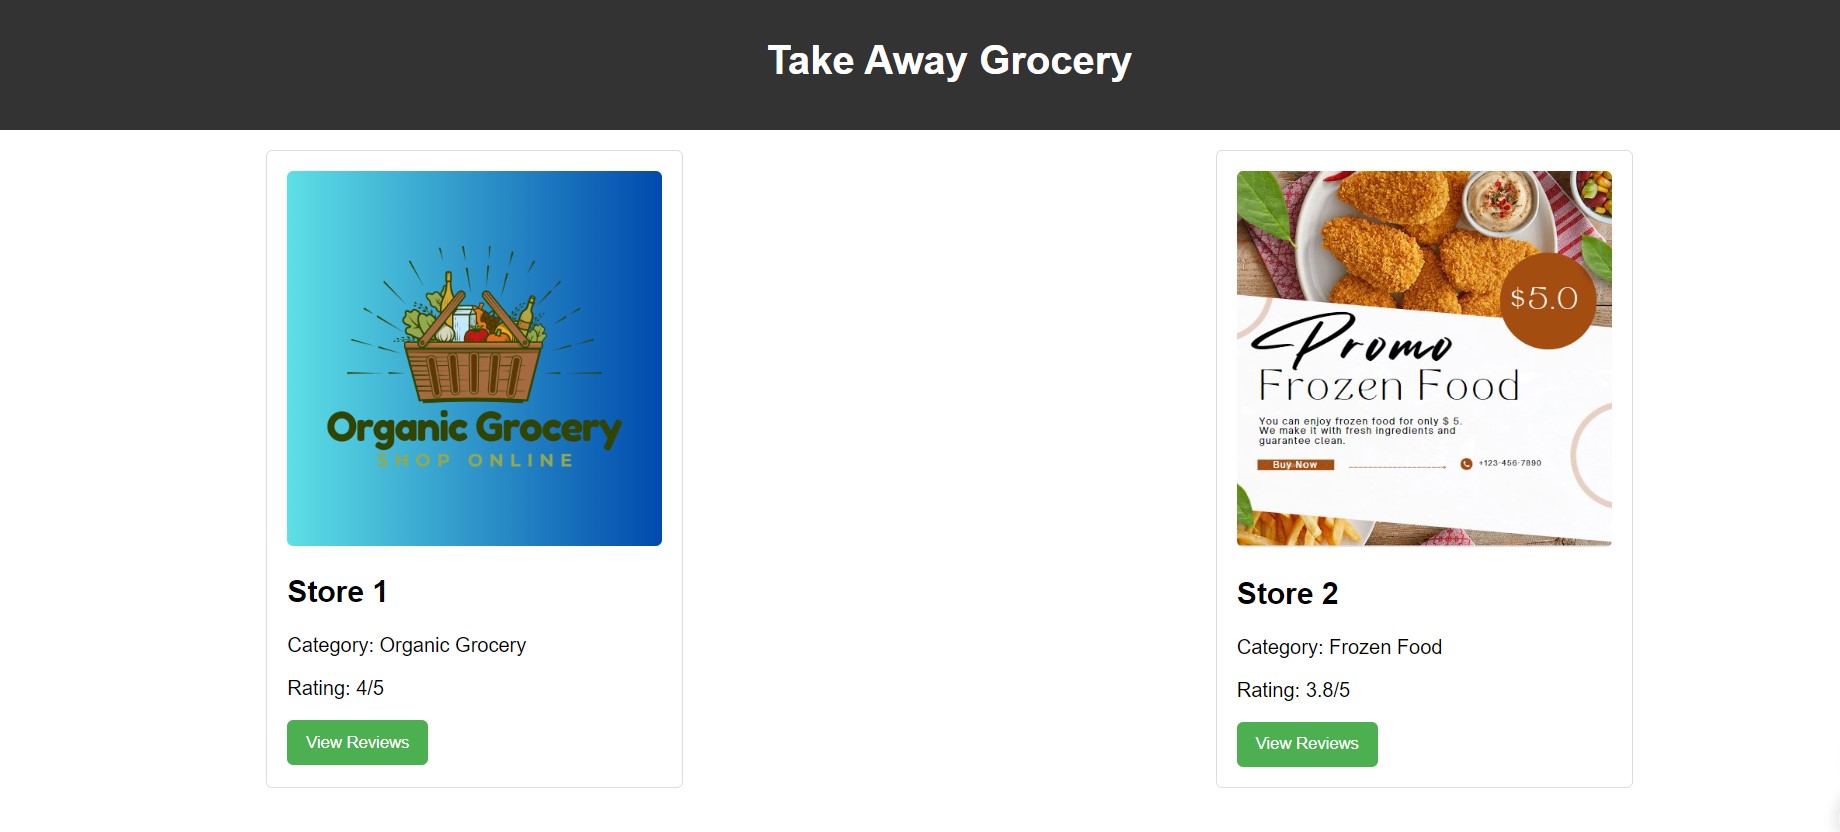 Take Away Grocery
Organic Grocery
SHOP ONLINE
Store 1
Category: Organic Grocery
Rating: 4/5
View Reviews
$5.0
Promo
Frozen Food
You can enjoy frozen food for only $ 5.
We make it with fresh ingredients and
guarantee clean.
Buy Now
+123-456-7890
Store 2
Category: Frozen Food
Rating: 3.8/5
View Reviews